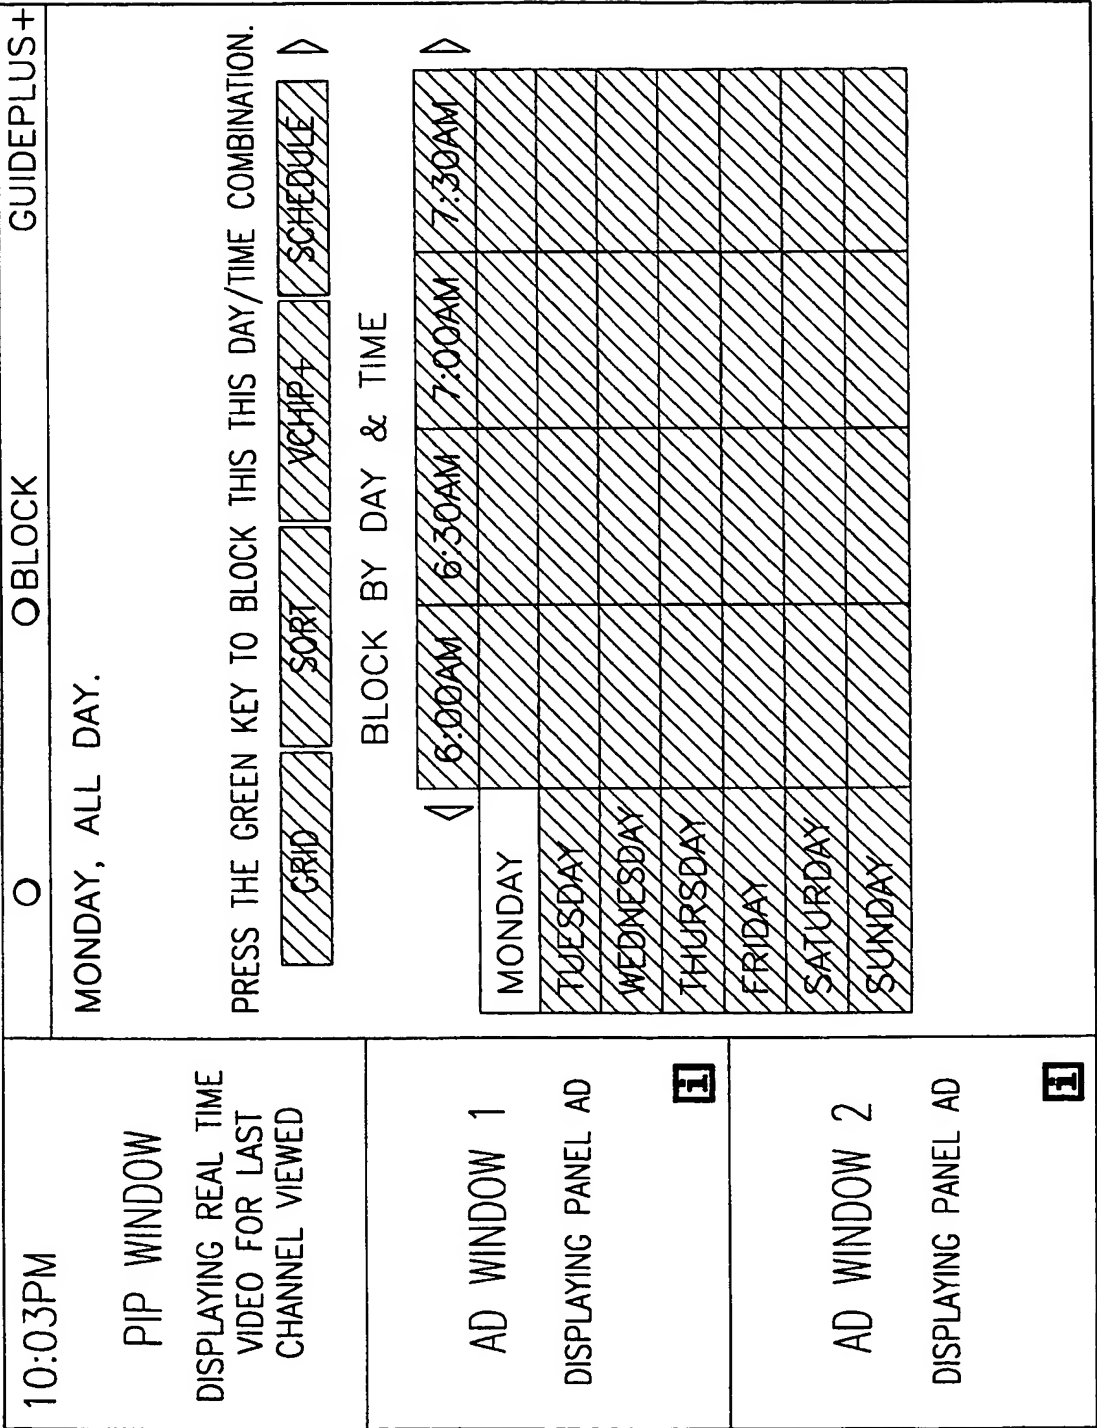 10:03PM
PIP WINDOW
DISPLAYING REAL TIME
VIDEO FOR LAST
CHANNEL VIEWED
AD WINDOW 1
DISPLAYING PANEL AD
i
AD WINDOW 2
DISPLAYING PANEL AD
i
BLOCK GUIDEPLUS+
MONDAY, ALL DAY.
PRESS THE GREEN KEY TO BLOCK THIS THIS DAY/TIME COMBINATION.
GRID SORT VCHIP+ SCHEDULE
BLOCK BY DAY & TIME
6:00AM 6:30AM 7:00AM 7:30AM
MONDAY
TUESDAY
WEDNESDAY
THURSDAY
FRIDAY
SATURDAY
SUNDAY